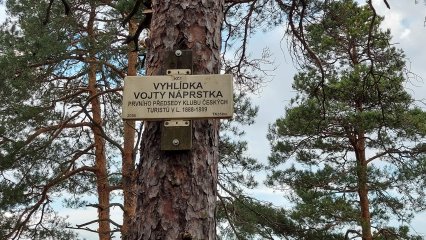 VYHLÍDKA
VOJTY NÁPRSTKA
PRVNÍHO PŘEDSEDY KLUBU ČESKÝCH
TURISTŮ V L. 1888-1889